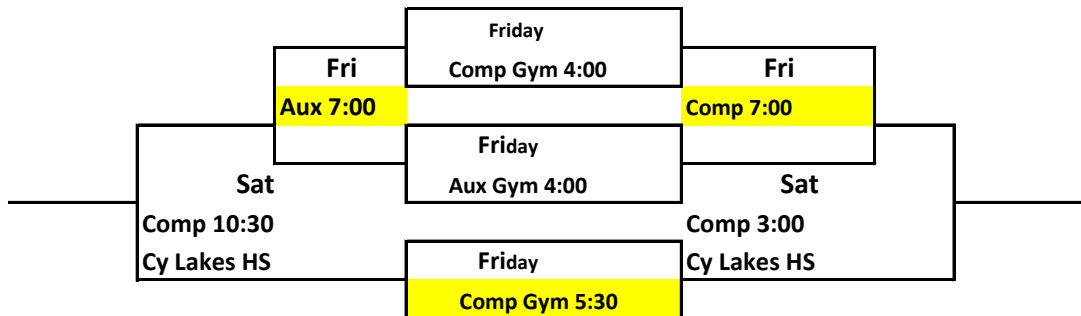 Friday
Fri
Comp Gym 4:00
Fri
Aux 7:00
Comp 7:00
Friday
Sat
Aux Gym 4:00
Sat
Comp 10:30
Comp 3:00
Cy Lakes HS
Friday
Cy Lakes HS
Comp Gym 5:30